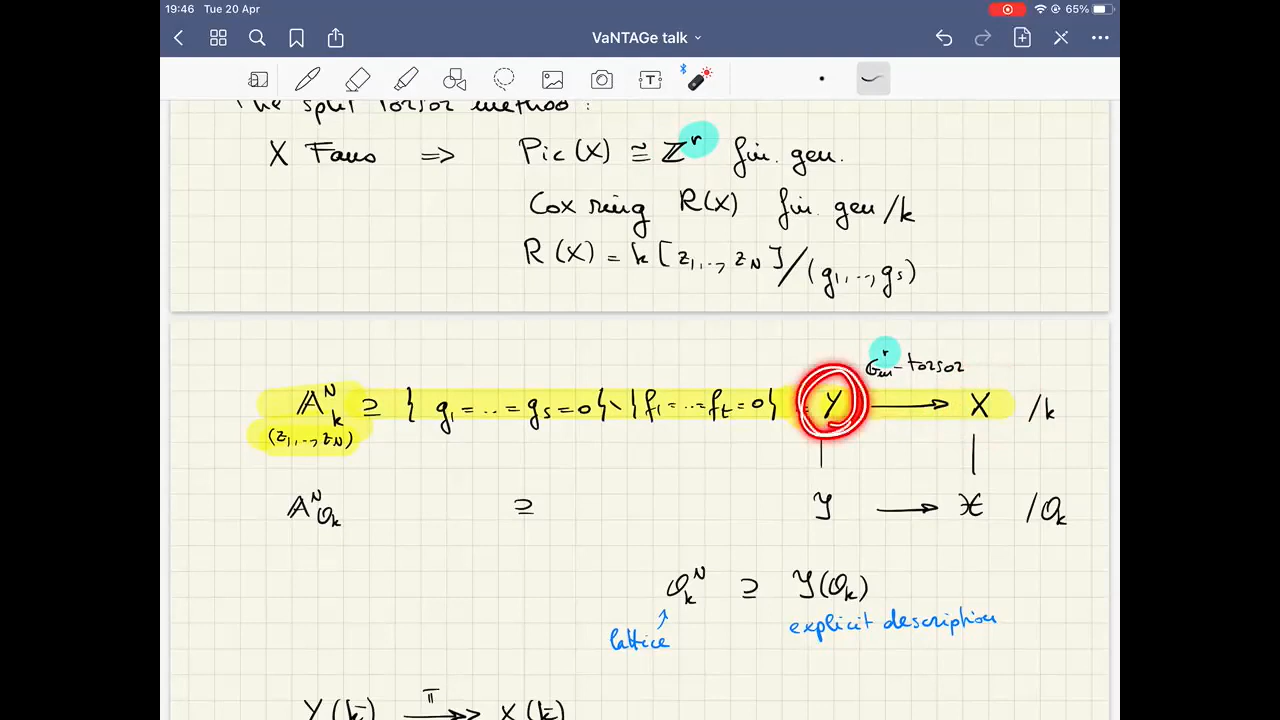 19:46 Tue 20 Apr
65%
VaNTAGe talk
The split torsor method:
X Fano ⇒ Pic(X) ≅ ℤ^r fin. gen.
Cox ring R(X) fin. gen /k
R(X) = k[z_1,..,z_N]/(g_1,..,g_s)
𝔾_m^r-torsor
𝔸^N_k ⊇ { g_1 = .. = g_s = 0} \ {f_1 = .. = f_t = 0} = Y → X /k
(z_1,..,z_N)
𝔸^N_{O_k} ⊇ 𝒴 → 𝒳 /O_k
O_k^N ⊇ 𝒴(O_k)
lattice explicit description
π
Y(k) ↠ X(k)